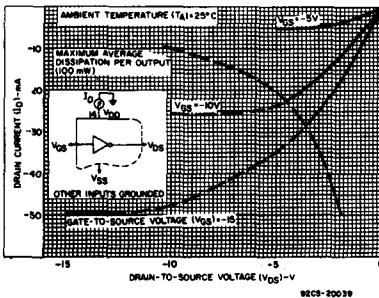 AMBIENT TEMPERATURE (TA)=25°C
VGS=-5V
MAXIMUM AVERAGE
DISSIPATION PER OUTPUT
(100 mW)
ID
14
VDD
VGS=-10V
VGS
VDS
VSS
OTHER INPUTS GROUNDED
GATE-TO-SOURCE VOLTAGE (VGS)=-15
DRAIN CURRENT (ID)-mA
-10
-20
-30
-40
-50
-15
-10
-5
0
DRAIN-TO-SOURCE VOLTAGE (VDS)-V
92CS-20039